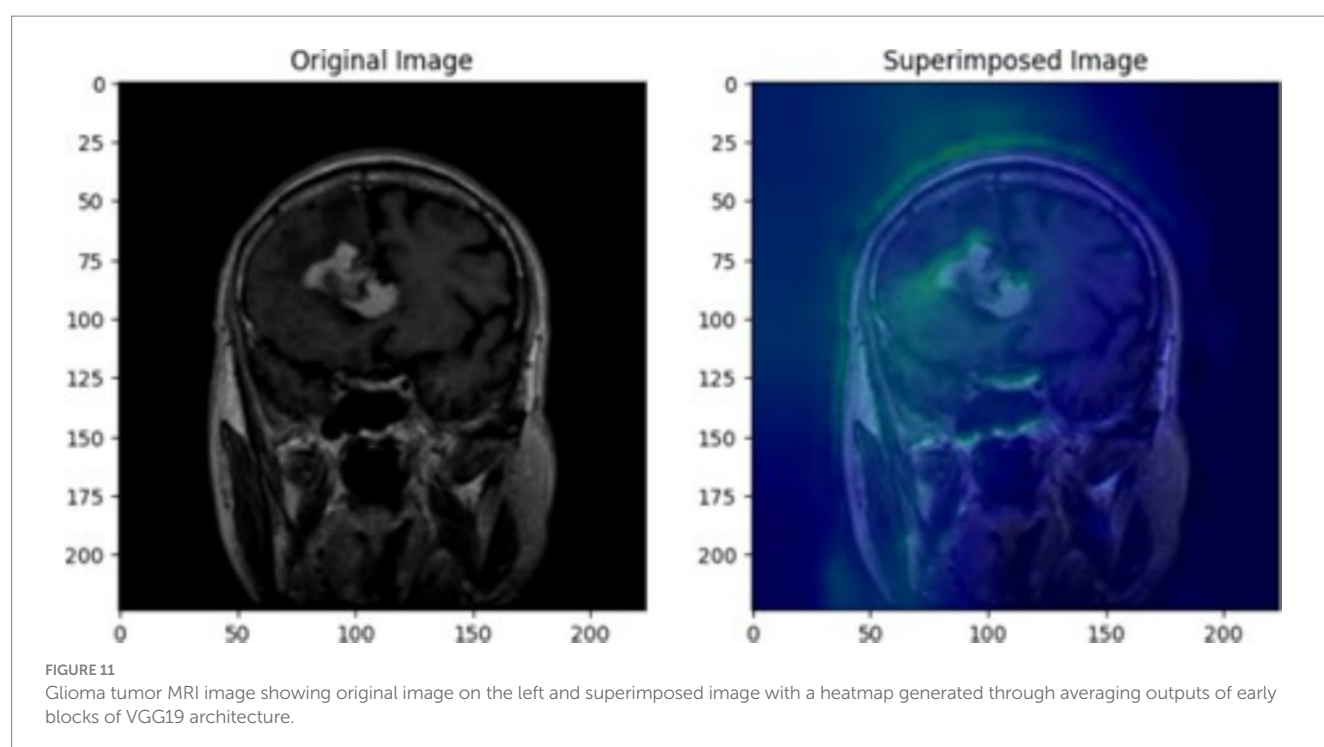 Original Image
Superimposed Image
0
25
50
75
100
125
150
175
200
0 50 100 150 200
0
25
50
75
100
125
150
175
200
0 50 100 150 200
FIGURE 11
Glioma tumor MRI image showing original image on the left and superimposed image with a heatmap generated through averaging outputs of early
blocks of VGG19 architecture.